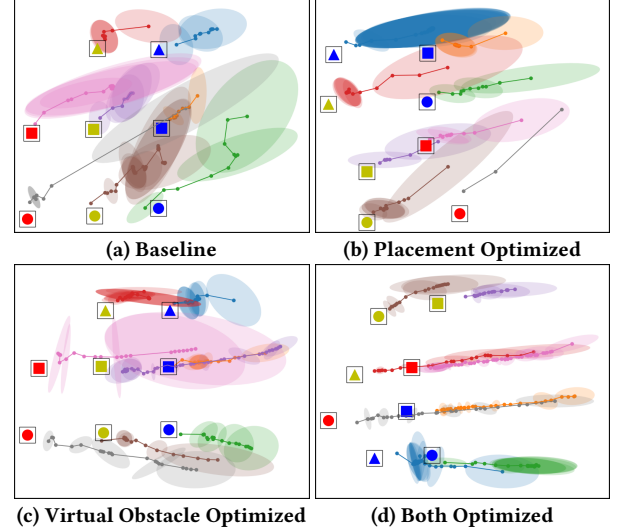 (a) Baseline
(b) Placement Optimized
(c) Virtual Obstacle Optimized
(d) Both Optimized